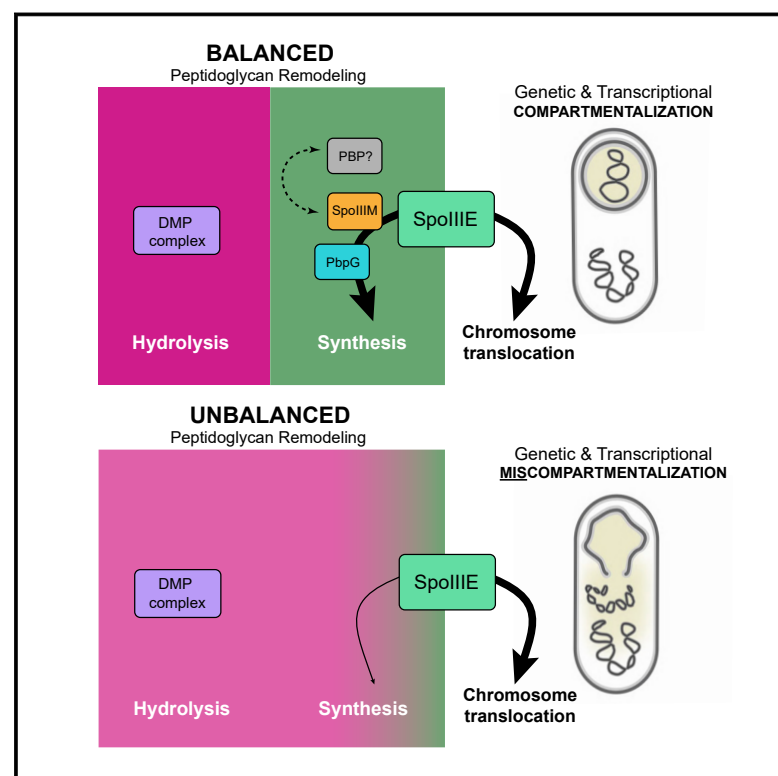 BALANCED
Peptidoglycan Remodeling
Genetic & Transcriptional
COMPARTMENTALIZATION
PBP?
SpoIIIM
SpoIIIE
DMP
complex
PbpG
Hydrolysis
Synthesis
Chromosome
translocation
UNBALANCED
Peptidoglycan Remodeling
Genetic & Transcriptional
MISCOMPARTMENTALIZATION
DMP
complex
SpoIIIE
Hydrolysis
Synthesis
Chromosome
translocation